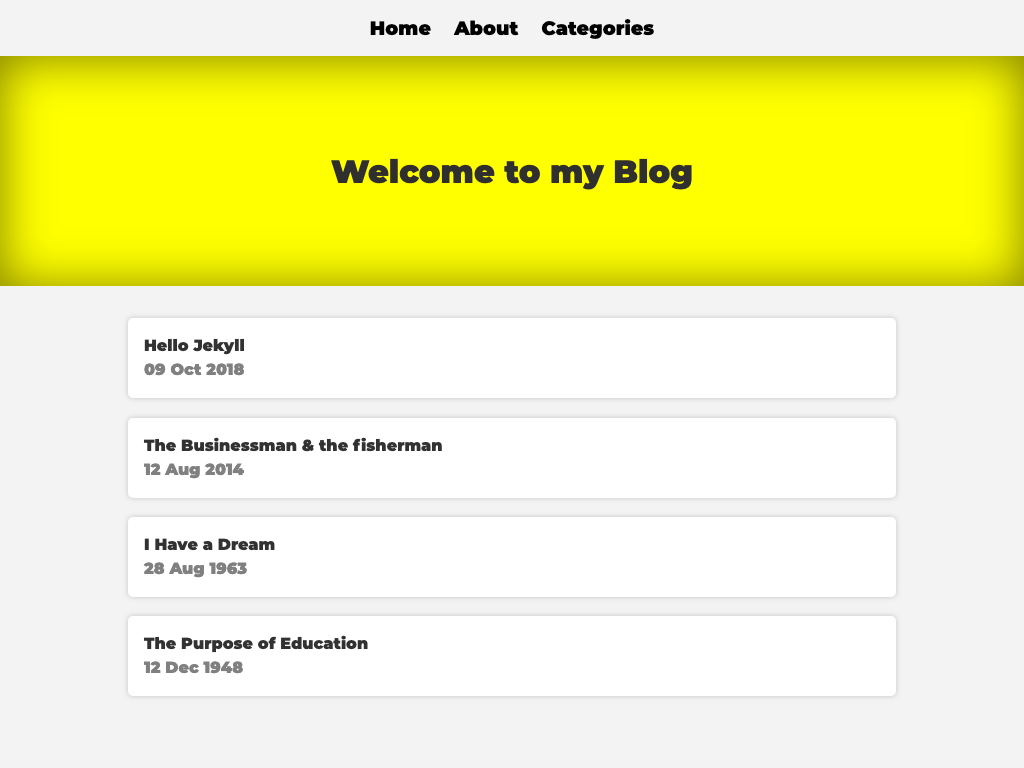 Home About Categories
Welcome to my Blog
Hello Jekyll
09 Oct 2018
The Businessman & the fisherman
12 Aug 2014
I Have a Dream
28 Aug 1963
The Purpose of Education
12 Dec 1948